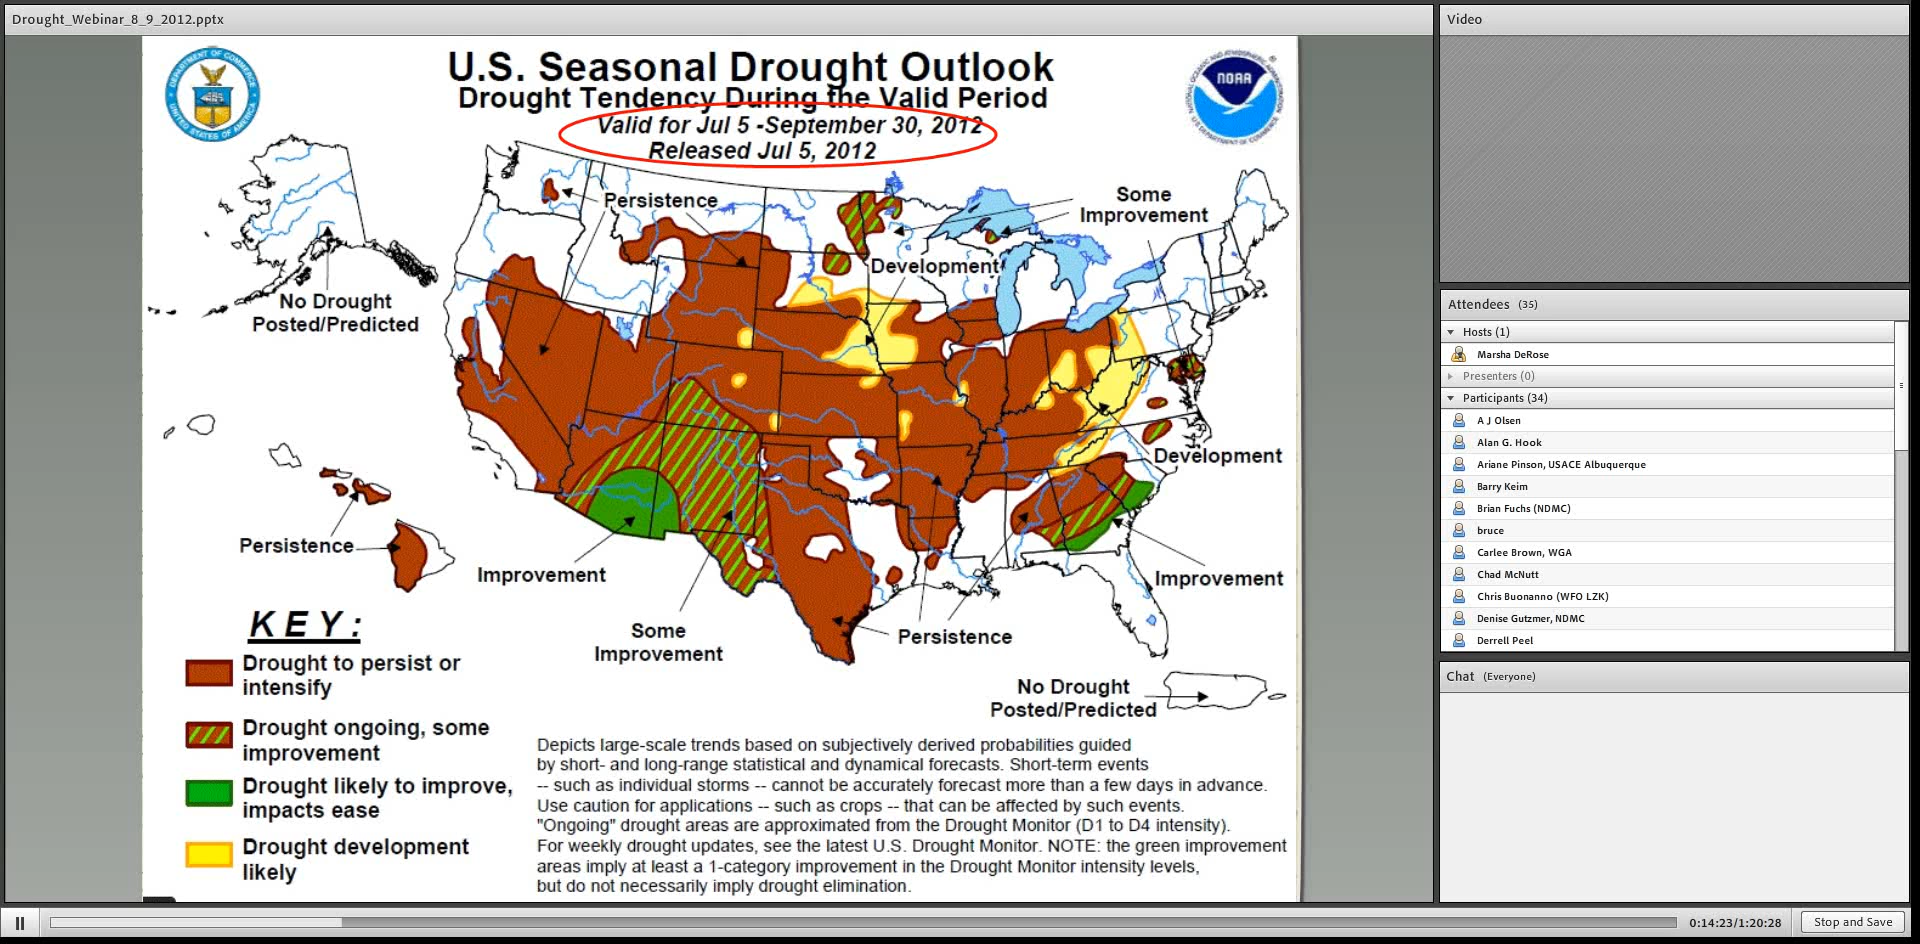 Drought_Webinar_8_9_2012.pptx
U.S. Seasonal Drought Outlook
Drought Tendency During the Valid Period
Valid for Jul 5 -September 30, 2012
Released Jul 5, 2012
DEPARTMENT OF COMMERCE
UNITED STATES OF AMERICA
NOAA
Persistence
Some
Improvement
Development
No Drought
Posted/Predicted
Development
Persistence
Improvement
Improvement
Some
Improvement
Persistence
No Drought
Posted/Predicted
KEY:
Drought to persist or
intensify
Drought ongoing, some
improvement
Drought likely to improve,
impacts ease
Drought development
likely
Depicts large-scale trends based on subjectively derived probabilities guided
by short- and long-range statistical and dynamical forecasts. Short-term events
-- such as individual storms -- cannot be accurately forecast more than a few days in advance.
Use caution for applications -- such as crops -- that can be affected by such events.
"Ongoing" drought areas are approximated from the Drought Monitor (D1 to D4 intensity).
For weekly drought updates, see the latest U.S. Drought Monitor. NOTE: the green improvement
areas imply at least a 1-category improvement in the Drought Monitor intensity levels,
but do not necessarily imply drought elimination.
Video
Attendees (35)
Hosts (1)
Marsha DeRose
Presenters (0)
Participants (34)
A J Olsen
Alan G. Hook
Ariane Pinson, USACE Albuquerque
Barry Keim
Brian Fuchs (NDMC)
bruce
Carlee Brown, WGA
Chad McNutt
Chris Buonanno (WFO LZK)
Denise Gutzmer, NDMC
Derrell Peel
Chat (Everyone)
0:14:23/1:20:28
Stop and Save